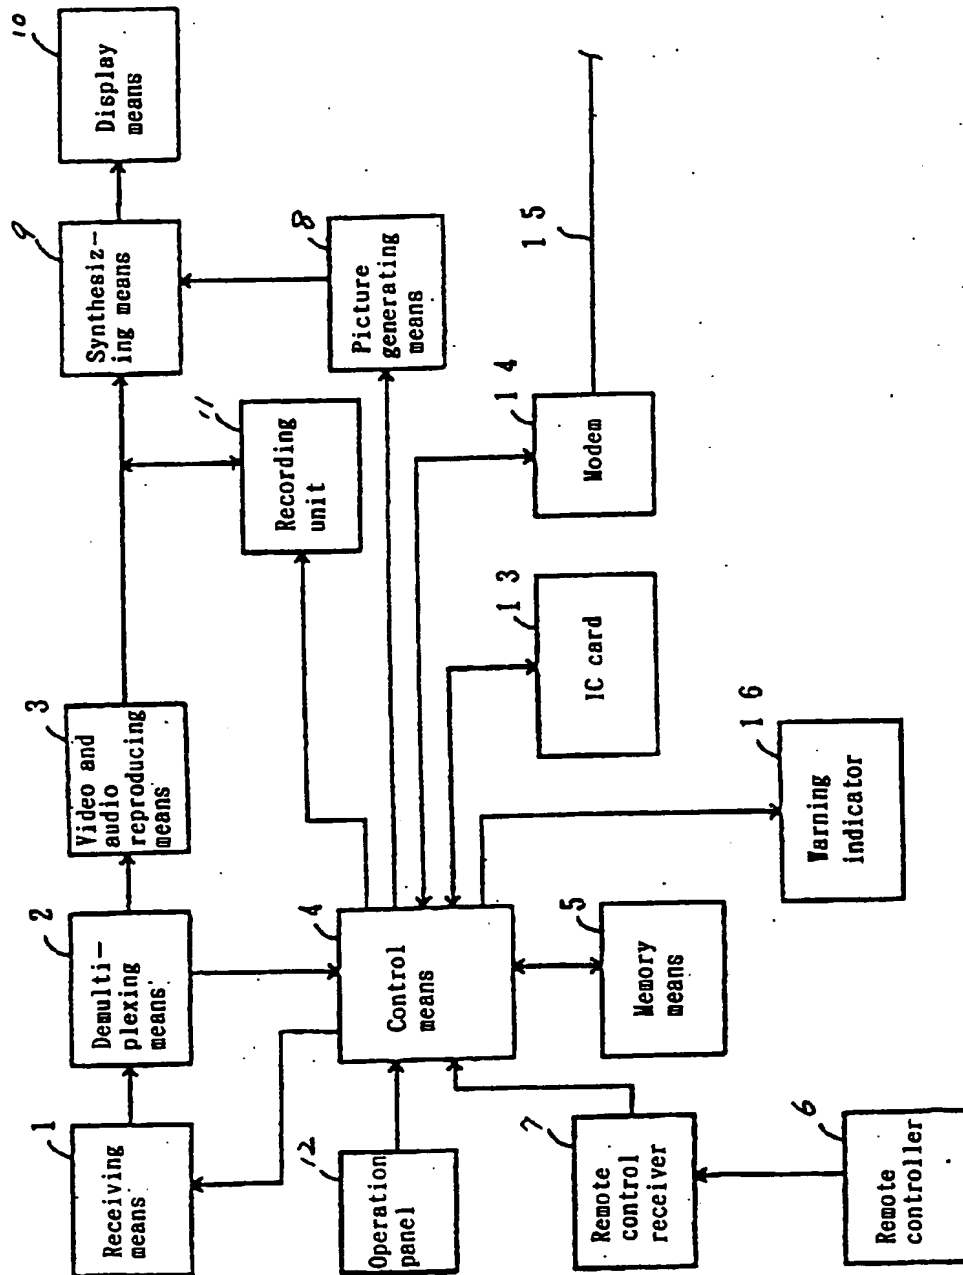 1
Receiving
means
2
Demulti-
plexing
means'
3
Video and
audio
reproducing
means
9
Synthesiz-
ing means
10
Display
means
11
Recording
unit
8
Picture
generating
means
12
Operation
panel
4
Control
means
14
Modem
15
13
IC card
7
Remote
control
receiver
5
Memory
means
16
Warning
indicator
6
Remote
controller